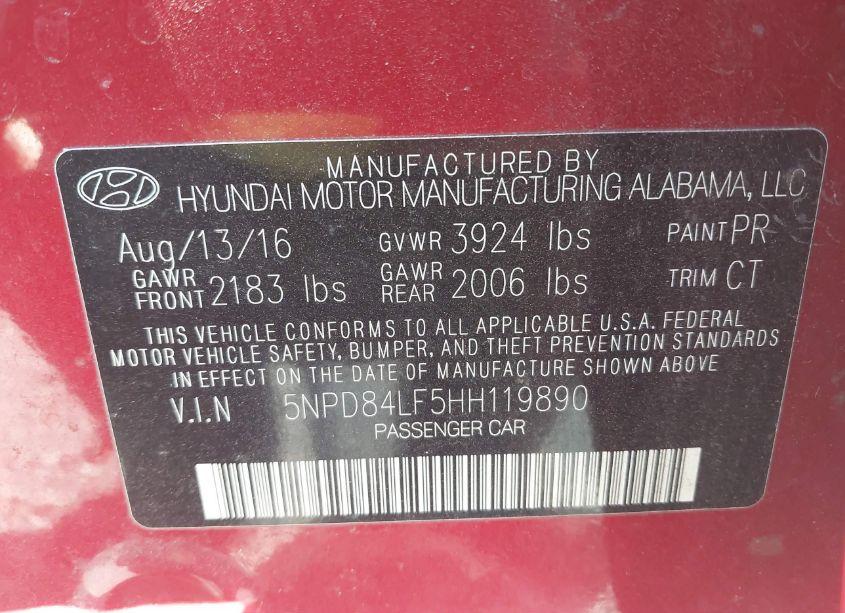 MANUFACTURED BY
HYUNDAI MOTOR MANUFACTURING ALABAMA, LLC
Aug/13/16 GVWR 3924 lbs PAINT PR
GAWR FRONT 2183 lbs GAWR REAR 2006 lbs TRIM CT
THIS VEHICLE CONFORMS TO ALL APPLICABLE U.S.A. FEDERAL
MOTOR VEHICLE SAFETY, BUMPER, AND THEFT PREVENTION STANDARDS
IN EFFECT ON THE DATE OF MANUFACTURE SHOWN ABOVE
V.I.N 5NPD84LF5HH119890
PASSENGER CAR